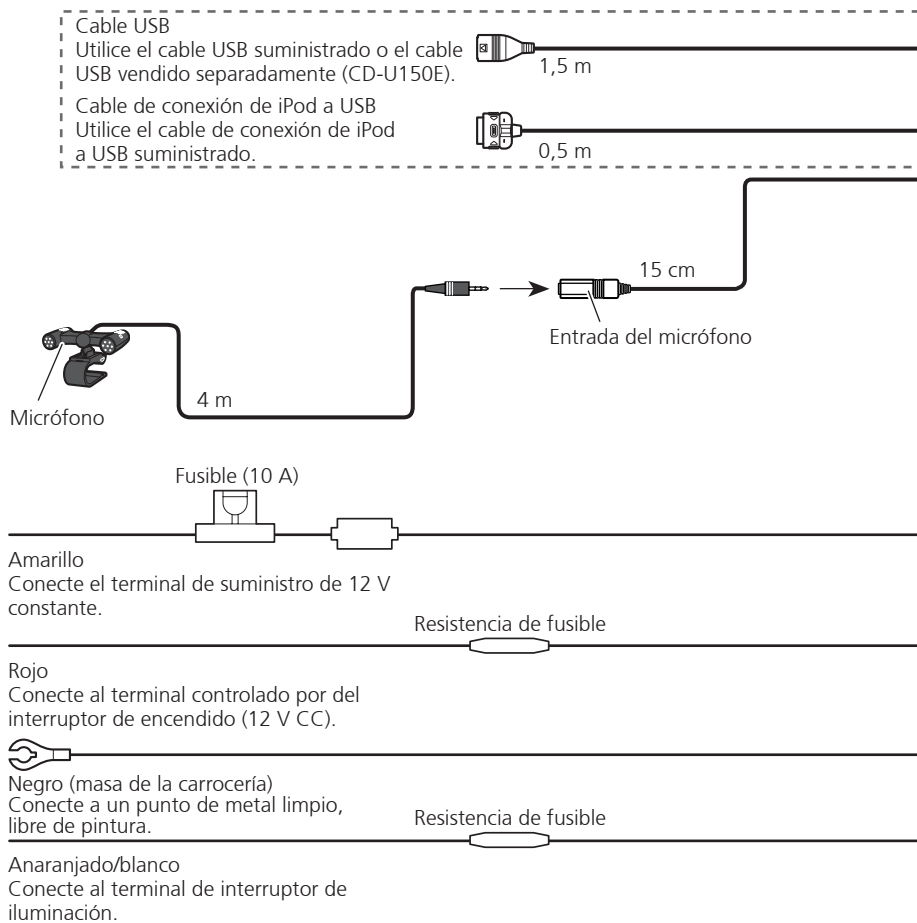 Cable USB
Utilice el cable USB suministrado o el cable
USB vendido separadamente (CD-U150E).
1,5 m
Cable de conexión de iPod a USB
Utilice el cable de conexión de iPod
a USB suministrado.
0,5 m
15 cm
Entrada del micrófono
4 m
Micrófono
Fusible (10 A)
Amarillo
Conecte el terminal de suministro de 12 V
constante.
Resistencia de fusible
Rojo
Conecte al terminal controlado por del
interruptor de encendido (12 V CC).
Negro (masa de la carrocería)
Conecte a un punto de metal limpio,
libre de pintura.
Resistencia de fusible
Anaranjado/blanco
Conecte al terminal de interruptor de
iluminación.